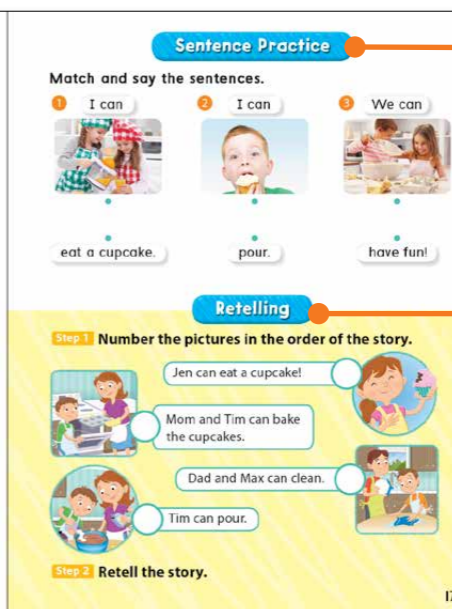 Sentence Practice
Match and say the sentences.
1 I can
2 I can
3 We can
eat a cupcake.
pour.
have fun!
Retelling
Step 1 Number the pictures in the order of the story.
Jen can eat a cupcake!
Mom and Tim can bake
the cupcakes.
Dad and Max can clean.
Tim can pour.
Step 2 Retell the story.